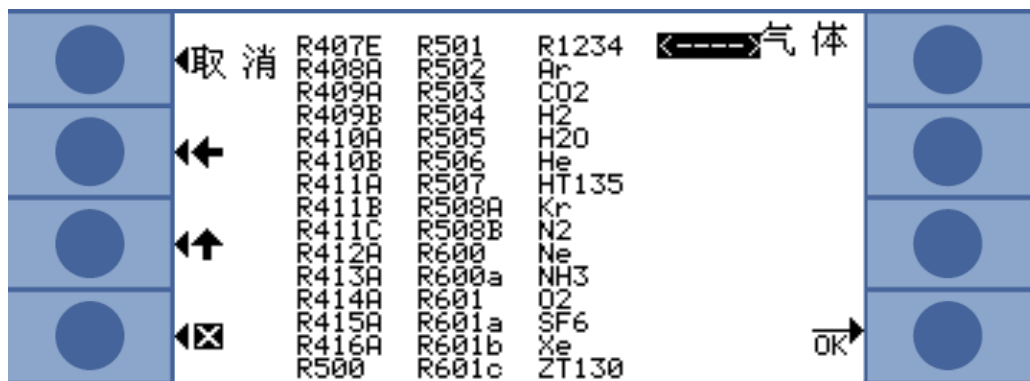 取 消 R407E R501 R1234 <----> 气 体
R408A R502 Ar
R409A R503 CO2
R409B R504 H2
R410A R505 H2O
R410B R506 He
R411A R507 HT135
R411B R508A Kr
R411C R508B N2
R412A R600 Ne
R413A R600a NH3
R414A R601 O2
R415A R601a SF6
R416A R601b Xe OK
R500 R601c ZT130